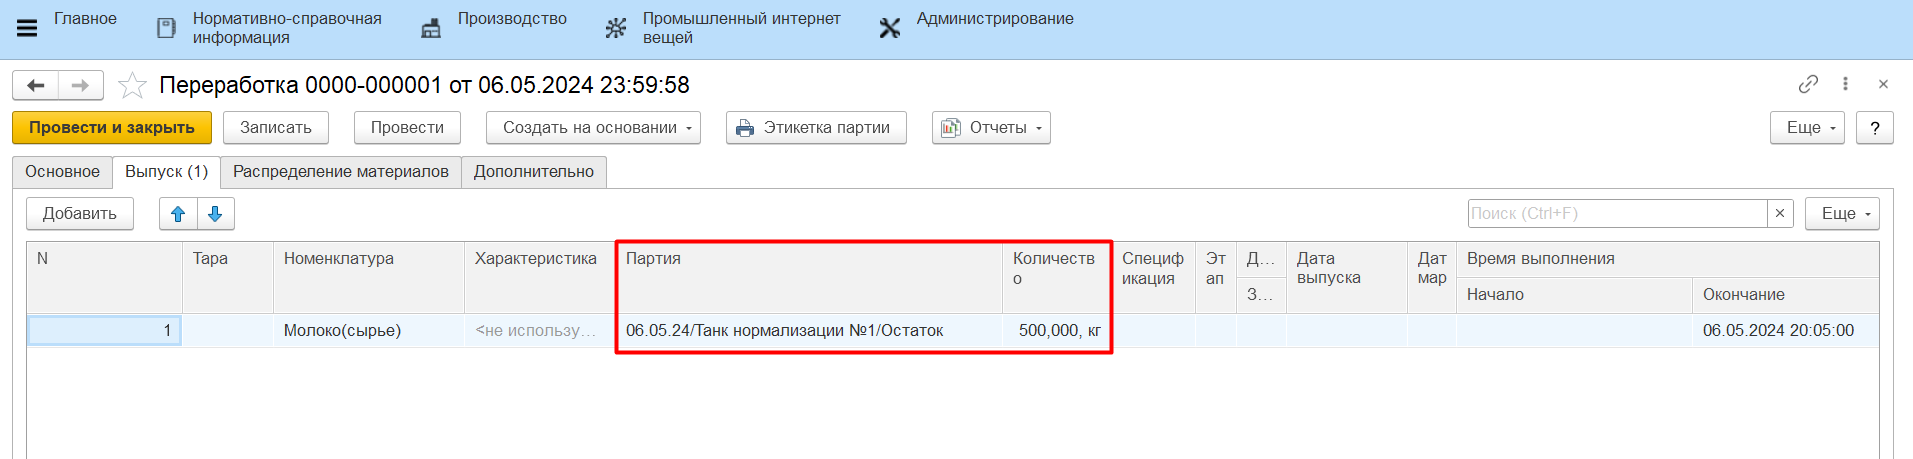 Главное
Нормативно-справочная
информация
Производство
Промышленный интернет
вещей
Администрирование
Переработка 0000-000001 от 06.05.2024 23:59:58
Провести и закрыть
Записать
Провести
Создать на основании
Этикетка партии
Отчеты
Еще
?
Основное
Выпуск (1)
Распределение материалов
Дополнительно
Добавить
Поиск (Ctrl+F)
×
Еще
N
Тара
Номенклатура
Характеристика
Партия
Количеств
о
Специф
икация
Эт
ап
Д...
З...
Дата
выпуска
Дат
мар
Время выполнения
Начало
Окончание
1
Молоко(сырье)
<не использу...
06.05.24/Танк нормализации №1/Остаток
500,000, кг
06.05.2024 20:05:00